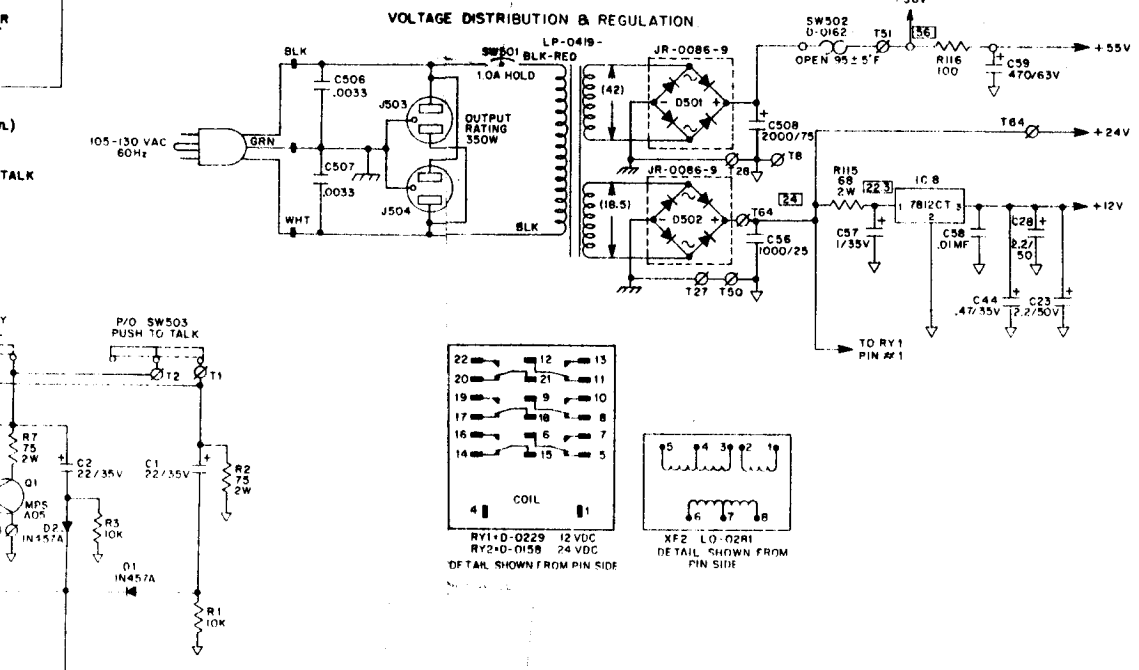 R
VOLTAGE DISTRIBUTION & REGULATION
SW502
D-0162
T51
56
+55V
OPEN 95±5°F
R116
100
C59
470/63V
BLK
SW501
1.0A HOLD
LP-0419-
BLK-RED
JR-0086-9
C506
.0033
J503
OUTPUT
RATING
350W
(42)
D501
C508
2000/75
T64
+24V
105-130 VAC
60Hz
GRN
C507
.0033
J504
T28
T8
JR-0086-9
TALK
WHT
BLK
(18.5)
D502
T64
24
C56
1000/25
T27
T50
R115
68
2W
22.3
IC 8
1 7812CT 3
2
+12V
C57
1/35V
C58
.01MF
C28
2.2/
50
C44
.47/35V
C23
2.2/50V
TO RY1
PIN #1
Y
P/O SW503
PUSH TO TALK
T2
T1
R7
75
2W
C2
22/35V
C1
22/35V
R2
75
2W
Q1
MPS
A05
D2
IN457A
R3
10K
D1
IN457A
R1
10K
22 12 13
20 21 11
19 9 10
17 18 8
16 6 7
14 15 5
COIL
4 1
RY1•D-0229 12 VDC
RY2•D-0158 24 VDC
DETAIL SHOWN FROM PIN SIDE
5 4 3 2 1
6 7 8
XF2 LO-0281
DETAIL SHOWN FROM
PIN SIDE